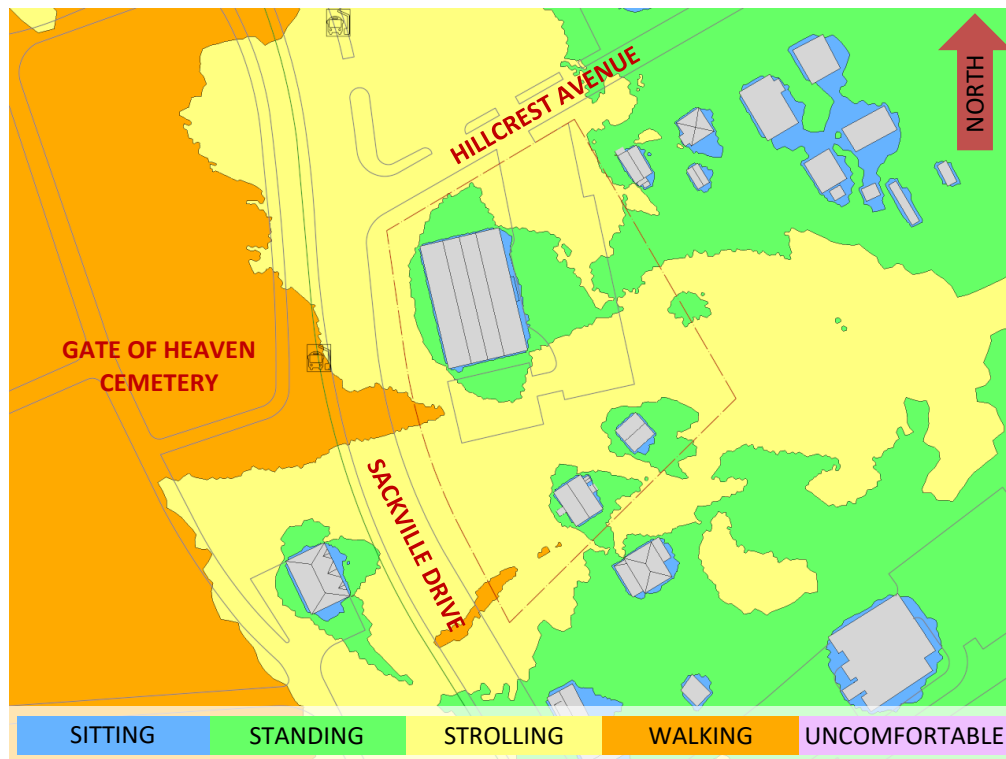 HILLCREST AVENUE
NORTH
GATE OF HEAVEN
CEMETERY
SACKVILLE DRIVE
SITTING
STANDING
STROLLING
WALKING
UNCOMFORTABLE